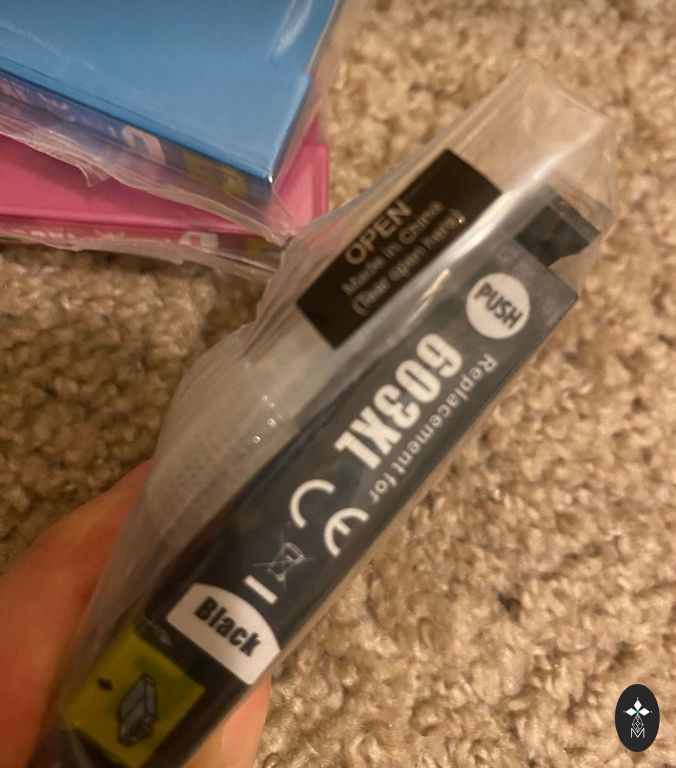 OPEN
Made in China
(Tear open here)
PUSH
Replacement for
603XL
CE
Black
M